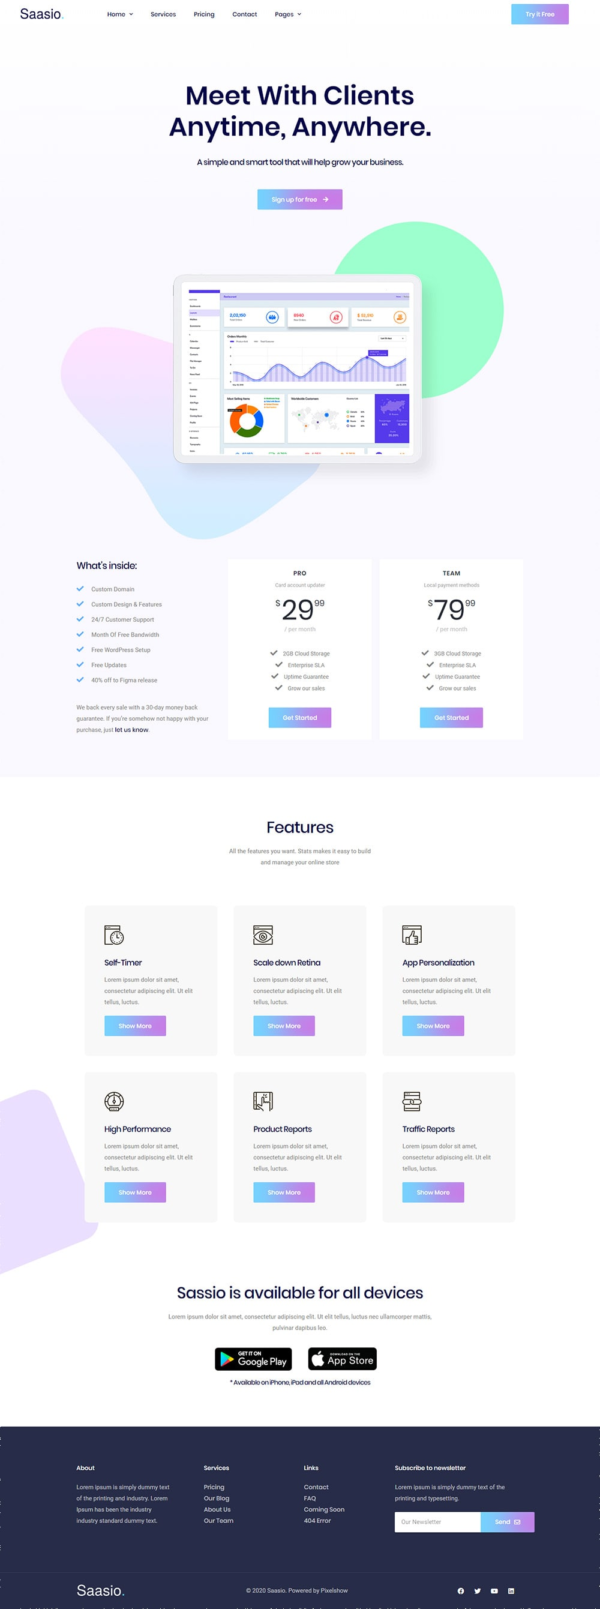 Saasio.
Home
Services
Pricing
Contact
Pages
Try it Free
Meet With Clients
Anytime, Anywhere.
A simple and smart tool that will help grow your business.
Sign up for free
What's inside:
Custom Domain
Custom Design & Features
24/7 Customer Support
Month Of Free Bandwidth
Free WordPress Setup
Free Updates
40% off to Figma release
We back every sale with a 30-day money back
guarantee. If you're somehow not happy with your
purchase, just let us know.
PRO
Card account updater
$29.99
/ per month
3GB Cloud Storage
Enterprise SLA
Uptime Guarantee
Grow our sales
Get Started
TEAM
Local payment methods
$79.99
/ per month
3GB Cloud Storage
Enterprise SLA
Uptime Guarantee
Grow our sales
Get Started
Features
All the features you want. Stats makes it easy to build
and manage your online store
Self-Timer
Lorem ipsum dolor sit amet,
consectetur adipiscing elit. Ut elit
tellus, luctus.
Show More
Scale down Retina
Lorem ipsum dolor sit amet,
consectetur adipiscing elit. Ut elit
tellus, luctus.
Show More
App Personalization
Lorem ipsum dolor sit amet,
consectetur adipiscing elit. Ut elit
tellus, luctus.
Show More
High Performance
Lorem ipsum dolor sit amet,
consectetur adipiscing elit. Ut elit
tellus, luctus.
Show More
Product Reports
Lorem ipsum dolor sit amet,
consectetur adipiscing elit. Ut elit
tellus, luctus.
Show More
Traffic Reports
Lorem ipsum dolor sit amet,
consectetur adipiscing elit. Ut elit
tellus, luctus.
Show More
Sassio is available for all devices
Lorem ipsum dolor sit amet, consectetur adipiscing elit. Ut elit tellus, luctus nec ullamcorper mattis,
pulvinar dapibus leo.
GET IT ON
Google Play
Download on the
App Store
* Available on iPhone, iPad and all Android devices
About
Lorem Ipsum is simply dummy text
of the printing and industry. Lorem
Ipsum has been the industry
industry standard dummy text.
Services
Pricing
Our Blog
About Us
Our Team
Links
Contact
FAQ
Coming Soon
404 Error
Subscribe to newsletter
Lorem Ipsum is simply dummy text of the
printing and typesetting.
Our Newsletter
Send
Saasio.
© 2020 Saasio. Powered by Pixelshow